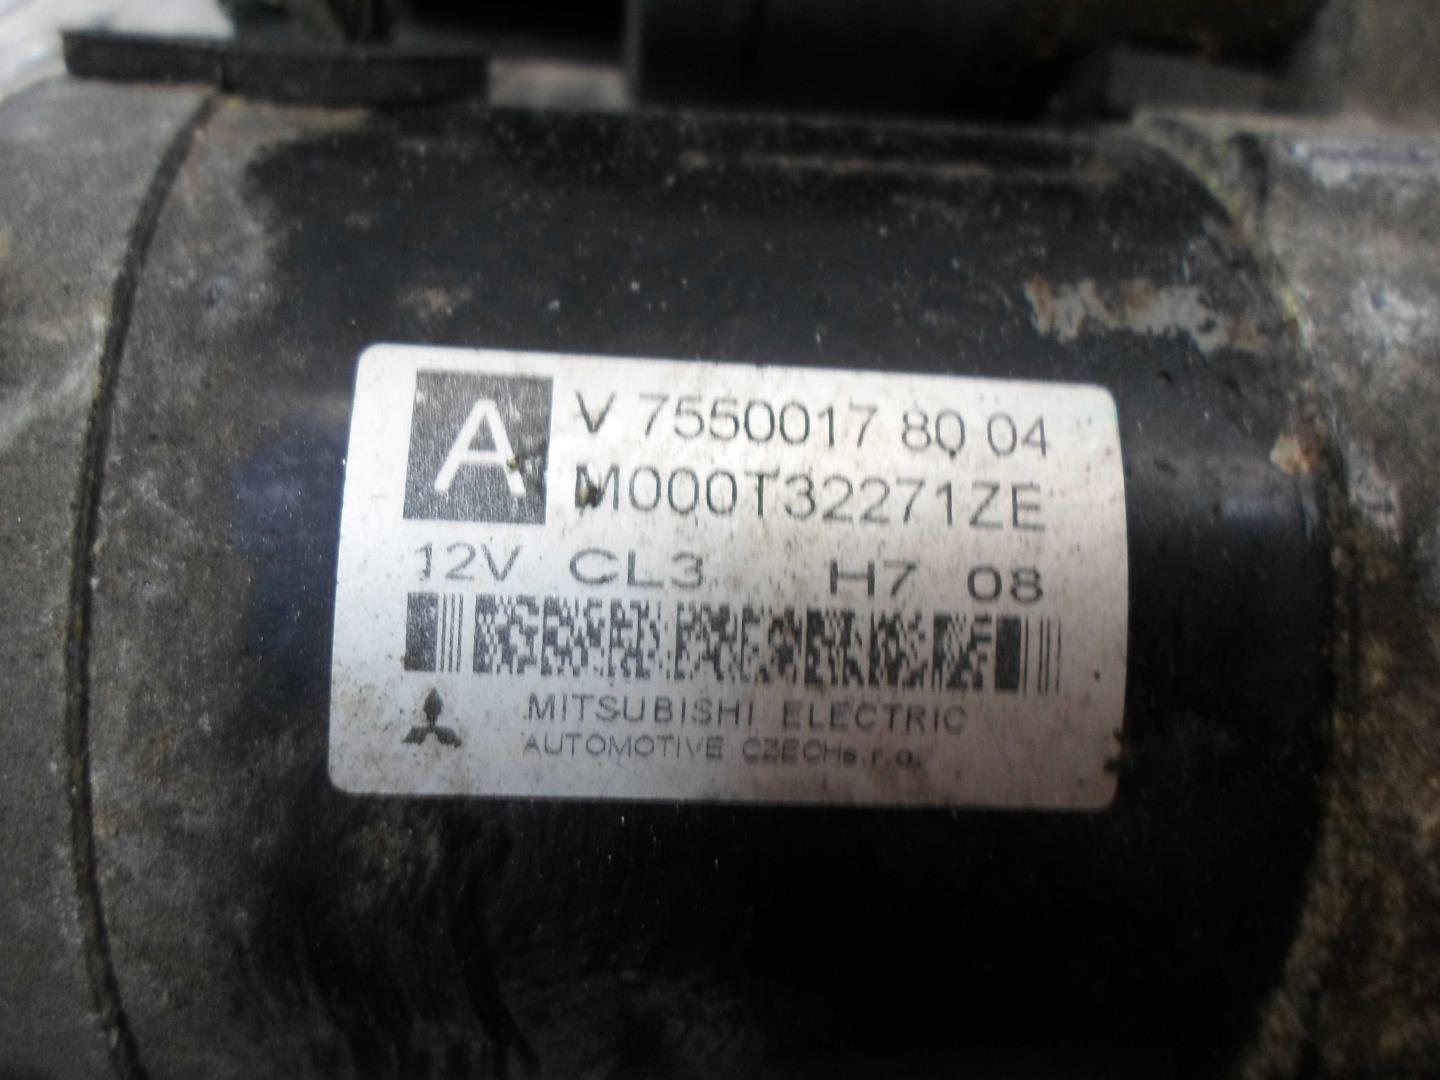 A
V 7550017 80 04
M000T32271ZE
12V CL3 H7 08
MITSUBISHI ELECTRIC
AUTOMOTIVE CZECH s.r.o.